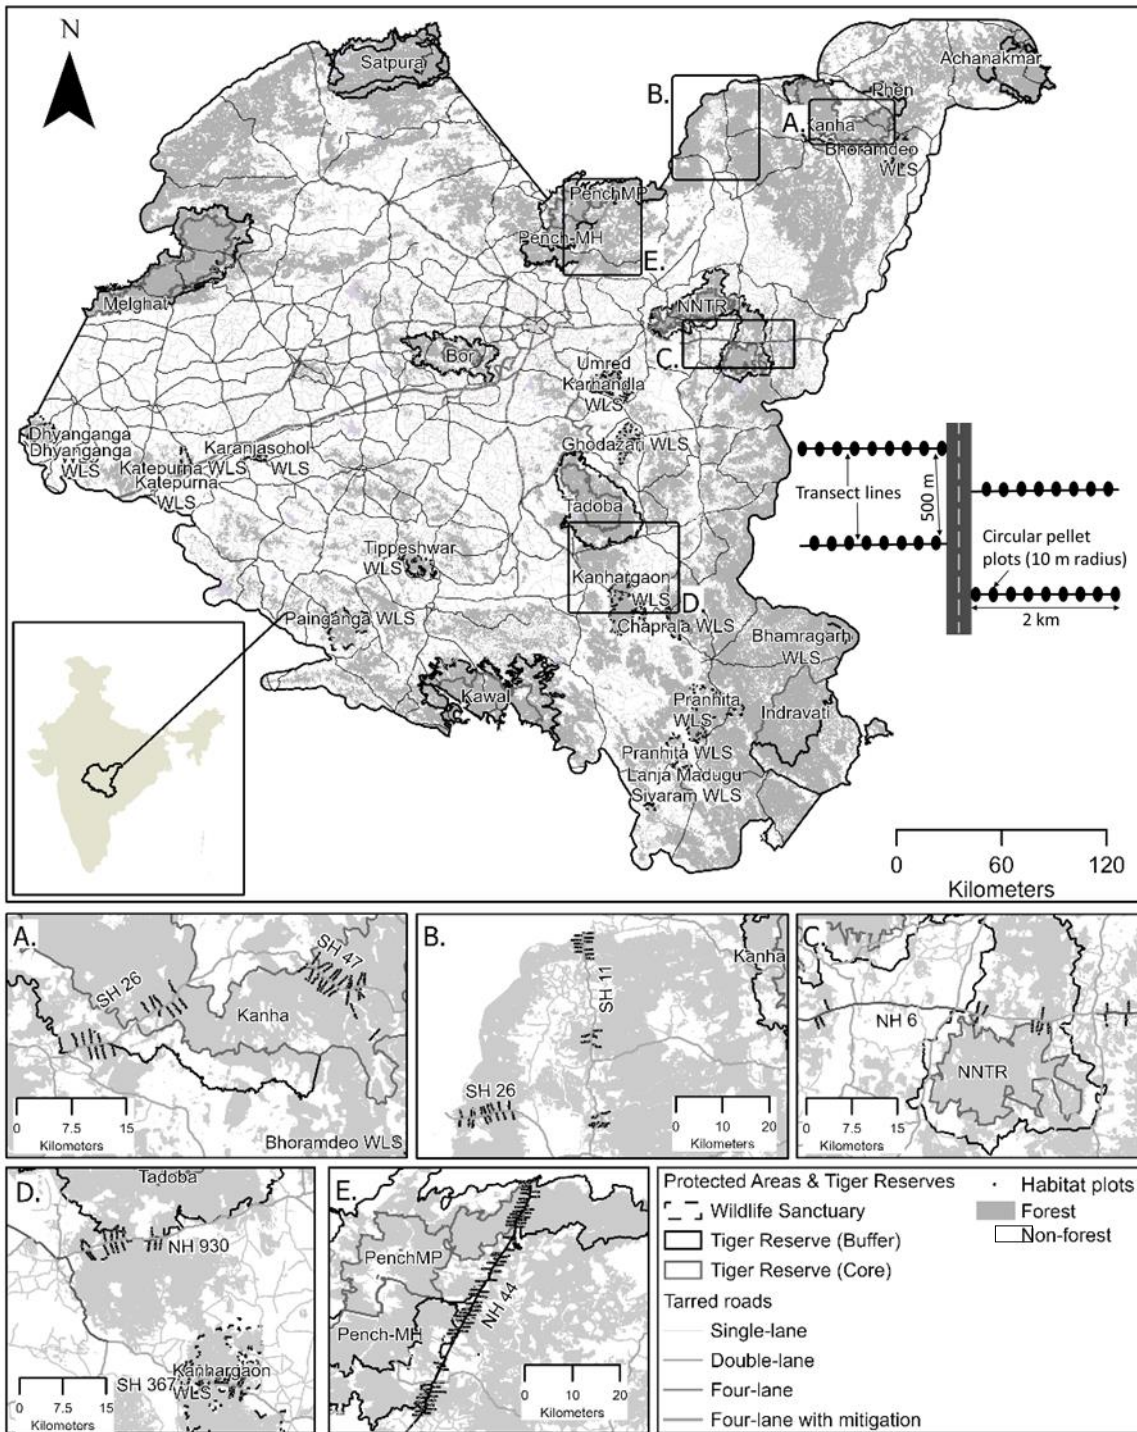 N
Satpura
Achanakmar
B.
Phen
A.
Kanha
Bhoramdeo
WLS
PenchMP
Pench-MH
E.
Melghat
NNTR
C.
Bor
Umred
Karhandla
WLS
Dhyanganga
Dhyanganga
WLS
Karanjasohol
WLS
Katepurna WLS
Katepurna
WLS
Ghodazari WLS
Tadoba
Transect lines
500 m
Circular pellet
plots (10 m radius)
2 km
Tippeshwar
WLS
Kanhargaon
WLS
D.
Painganga WLS
Chaprala WLS
Bhamragarh
WLS
Kawal
Pranhita
WLS
Indravati
Pranhita WLS
Lanja Madugu
Sivaram WLS
0 60 120
Kilometers
A.
SH 47
SH 26
Kanha
0 7.5 15
Kilometers
Bhoramdeo WLS
B.
Kanha
SH 11
SH 26
0 10 20
Kilometers
C.
NH 6
NNTR
0 7.5 15
Kilometers
D.
Tadoba
NH 930
Kanhargaon
WLS
SH 367
0 7.5 15
Kilometers
E.
PenchMP
NH 44
Pench-MH
0 10 20
Kilometers
Protected Areas & Tiger Reserves
Wildlife Sanctuary
Tiger Reserve (Buffer)
Tiger Reserve (Core)
Tarred roads
Single-lane
Double-lane
Four-lane
Four-lane with mitigation
Habitat plots
Forest
Non-forest